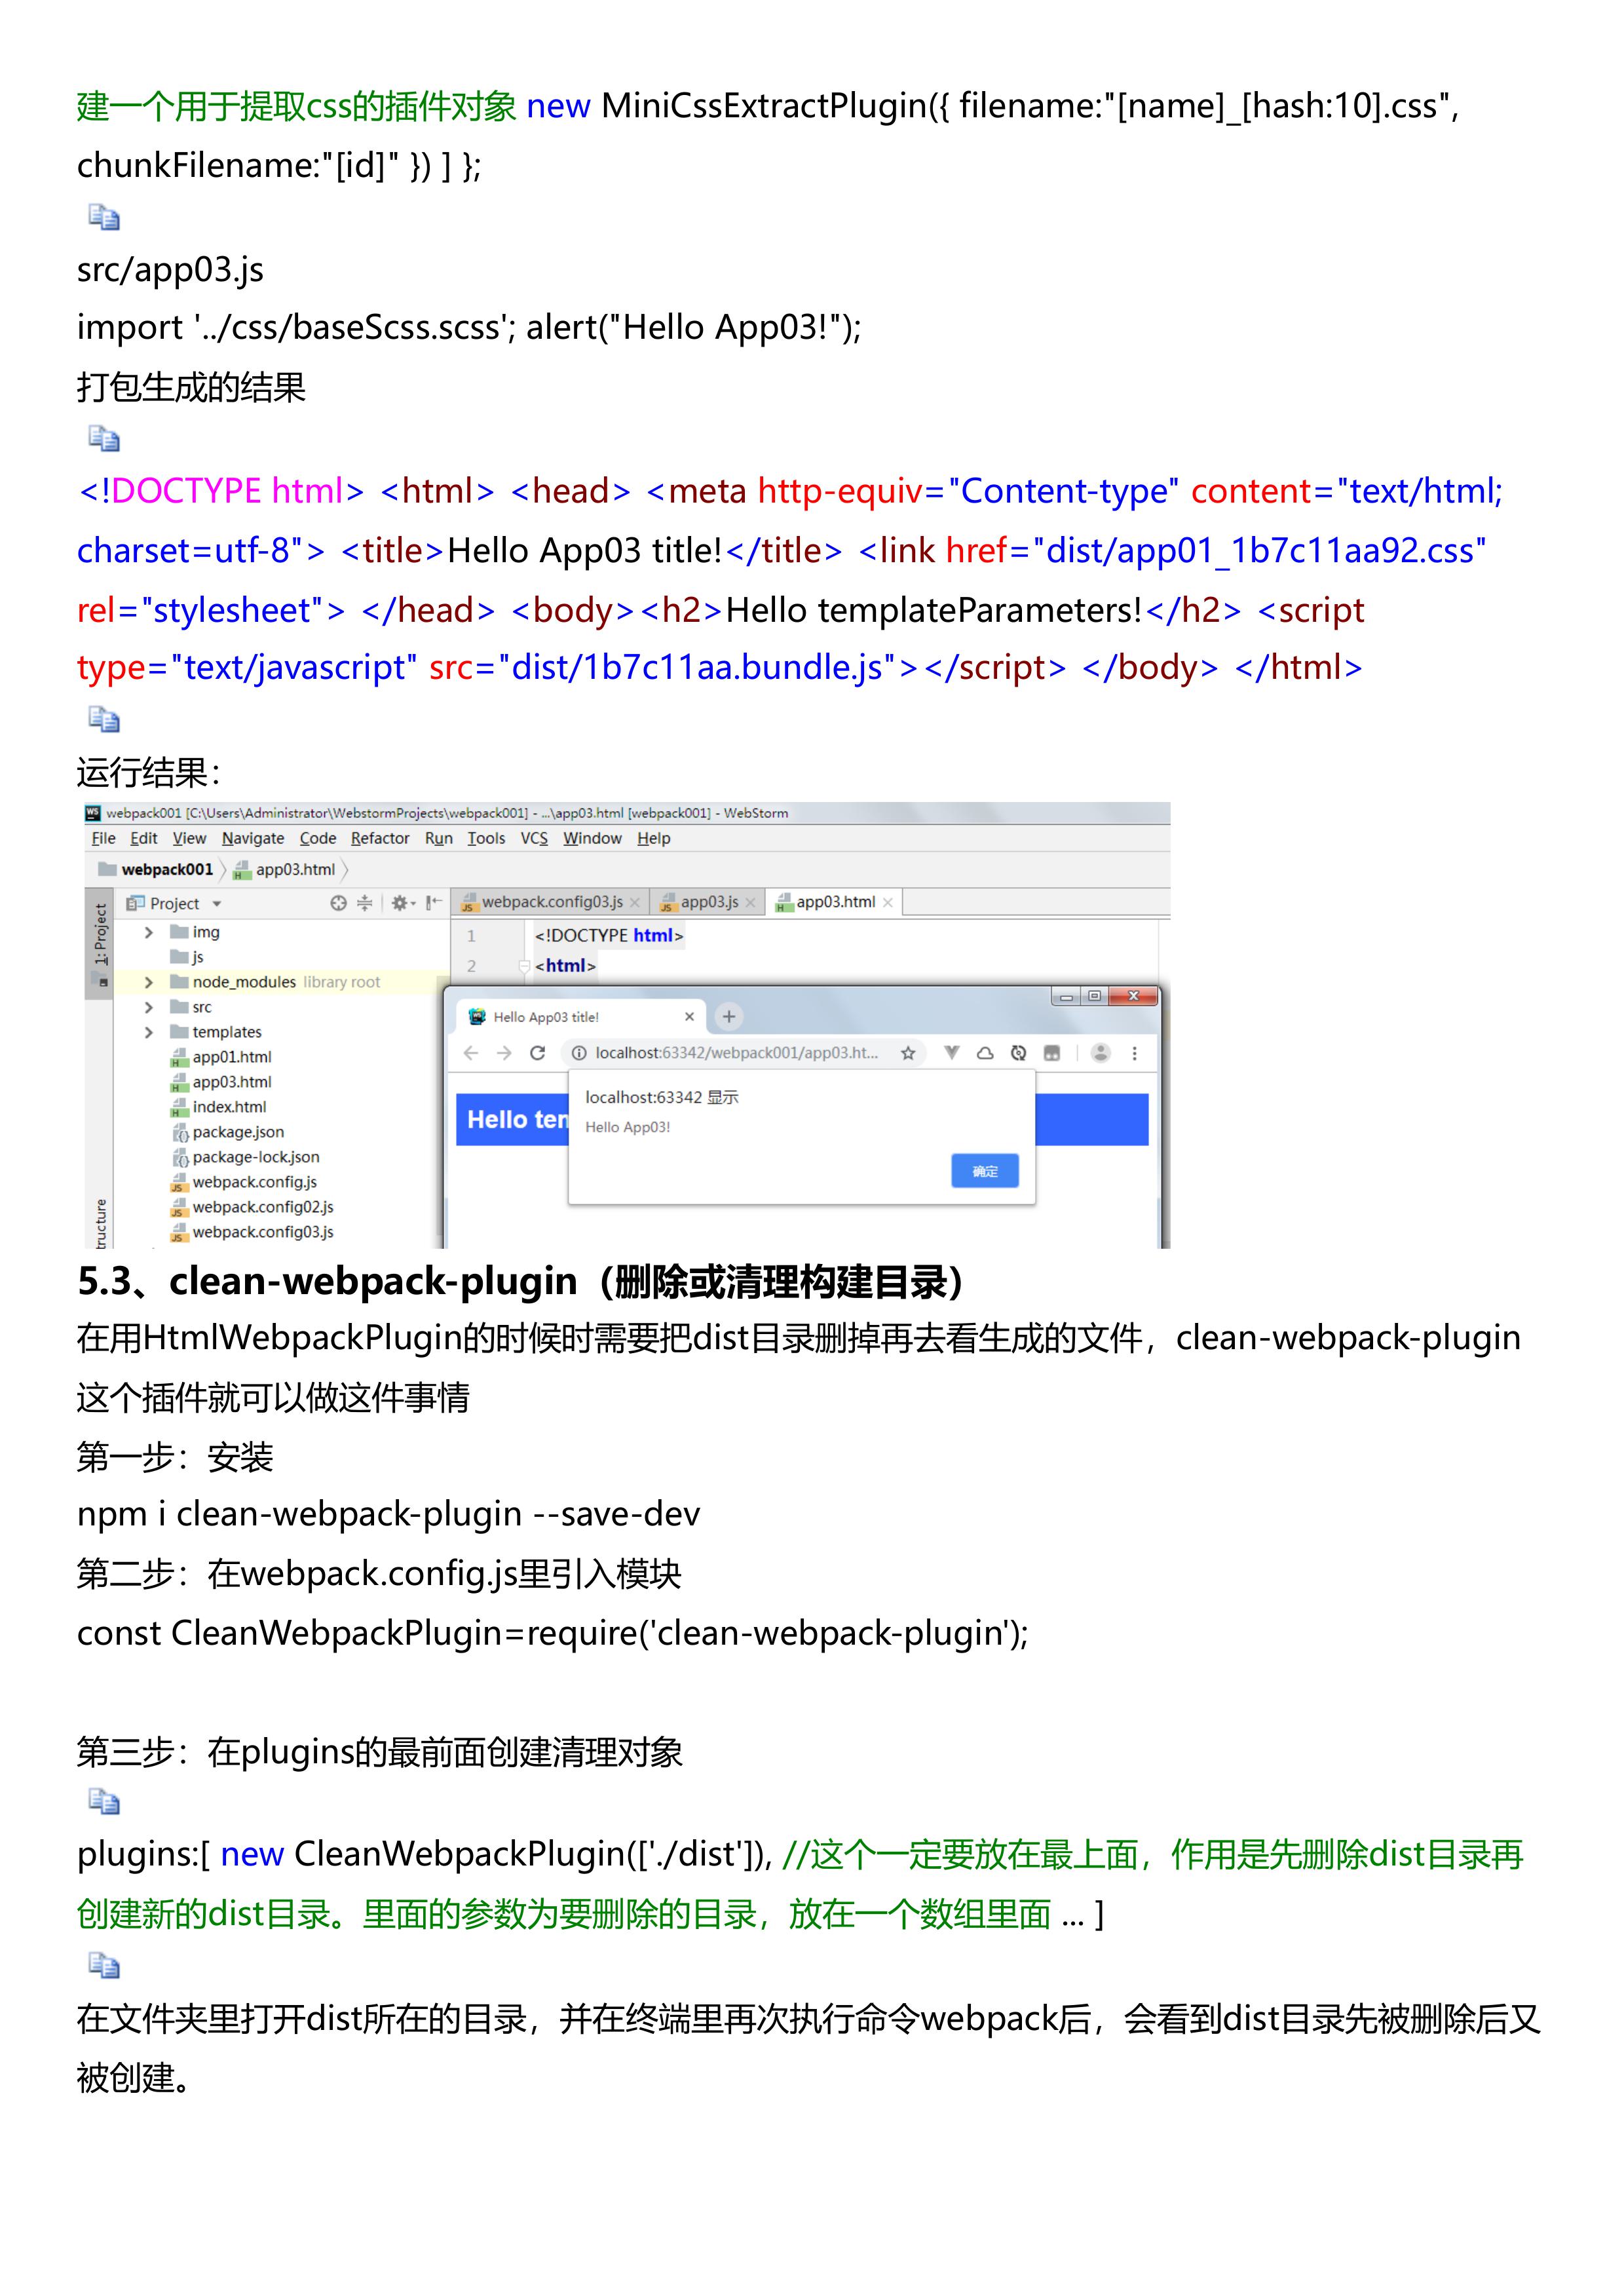 建一个用于提取css的插件对象 new MiniCssExtractPlugin({ filename:"[name]_[hash:10].css",
chunkFilename:"[id]" }) ] };
src/app03.js
import '../css/baseScss.scss'; alert("Hello App03!");
打包生成的结果
<!DOCTYPE html> <html> <head> <meta http-equiv="Content-type" content="text/html;
charset=utf-8"> <title>Hello App03 title!</title> <link href="dist/app01_1b7c11aa92.css"
rel="stylesheet"> </head> <body><h2>Hello templateParameters!</h2> <script
type="text/javascript" src="dist/1b7c11aa.bundle.js"></script> </body> </html>
运行结果：
webpack001 [C:\Users\Administrator\WebstormProjects\webpack001] - ...\app03.html [webpack001] - WebStorm
File Edit View Navigate Code Refactor Run Tools VCS Window Help
webpack001 app03.html
1: Project
Project
webpack.config03.js app03.js app03.html
img
js
node_modules library root
src
templates
app01.html
app03.html
index.html
package.json
package-lock.json
webpack.config.js
webpack.config02.js
webpack.config03.js
tructure
1 <!DOCTYPE html>
2 <html>
Hello App03 title!
localhost:63342/webpack001/app03.ht...
Hello ten
localhost:63342 显示
Hello App03!
确定
5.3、clean-webpack-plugin（删除或清理构建目录）
在用HtmlWebpackPlugin的时候时需要把dist目录删掉再去看生成的文件，clean-webpack-plugin
这个插件就可以做这件事情
第一步：安装
npm i clean-webpack-plugin --save-dev
第二步：在webpack.config.js里引入模块
const CleanWebpackPlugin=require('clean-webpack-plugin');
第三步：在plugins的最前面创建清理对象
plugins:[ new CleanWebpackPlugin(['./dist']), //这个一定要放在最上面，作用是先删除dist目录再
创建新的dist目录。里面的参数为要删除的目录，放在一个数组里面 ... ]
在文件夹里打开dist所在的目录，并在终端里再次执行命令webpack后，会看到dist目录先被删除后又
被创建。